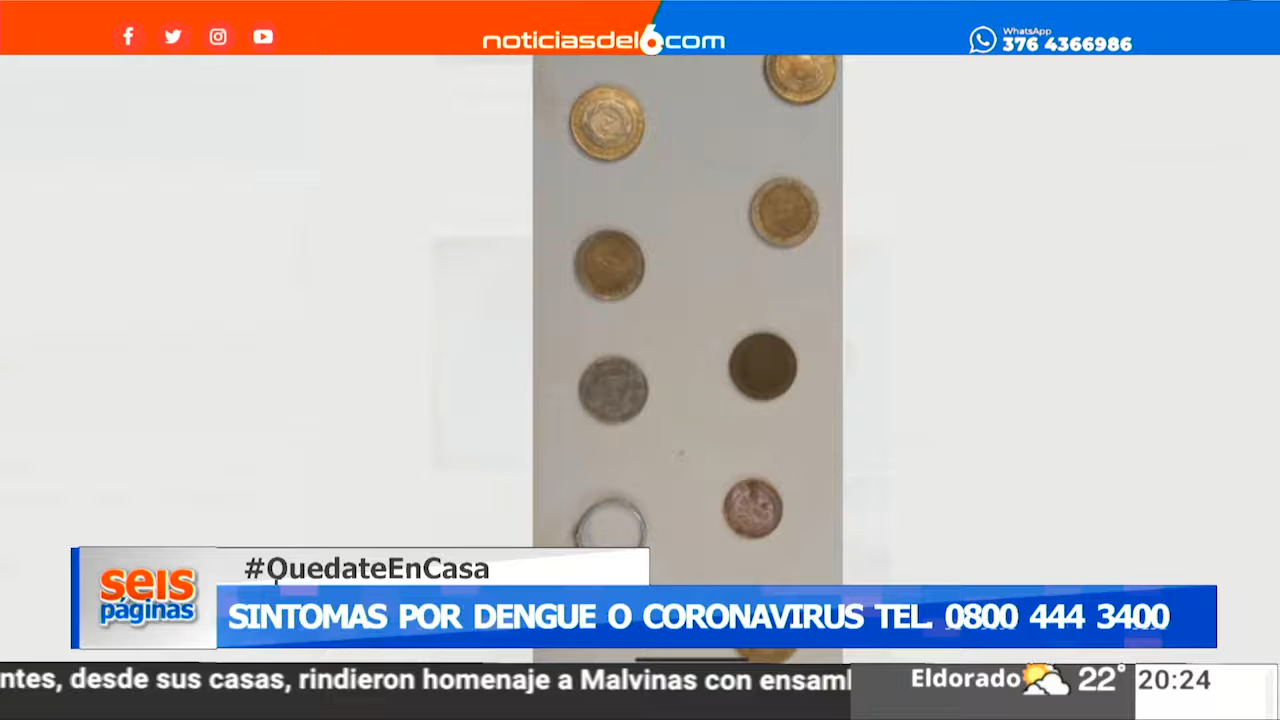 noticiasdel6.com
WhatsApp
376 4366986
#QuedateEnCasa
seis
páginas
SINTOMAS POR DENGUE O CORONAVIRUS TEL. 0800 444 3400
ntes, desde sus casas, rindieron homenaje a Malvinas con ensaml
Eldorado 22° 20:24